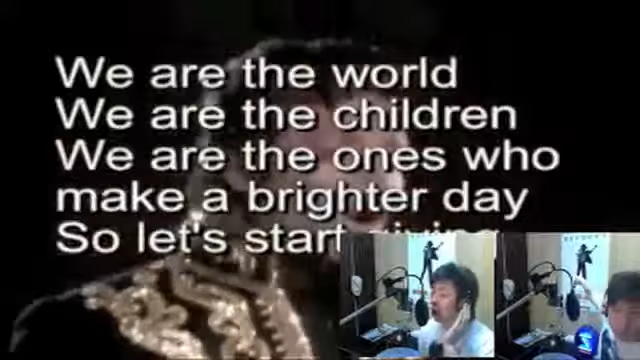 We are the world
We are the children
We are the ones who
make a brighter day
So let's start giving